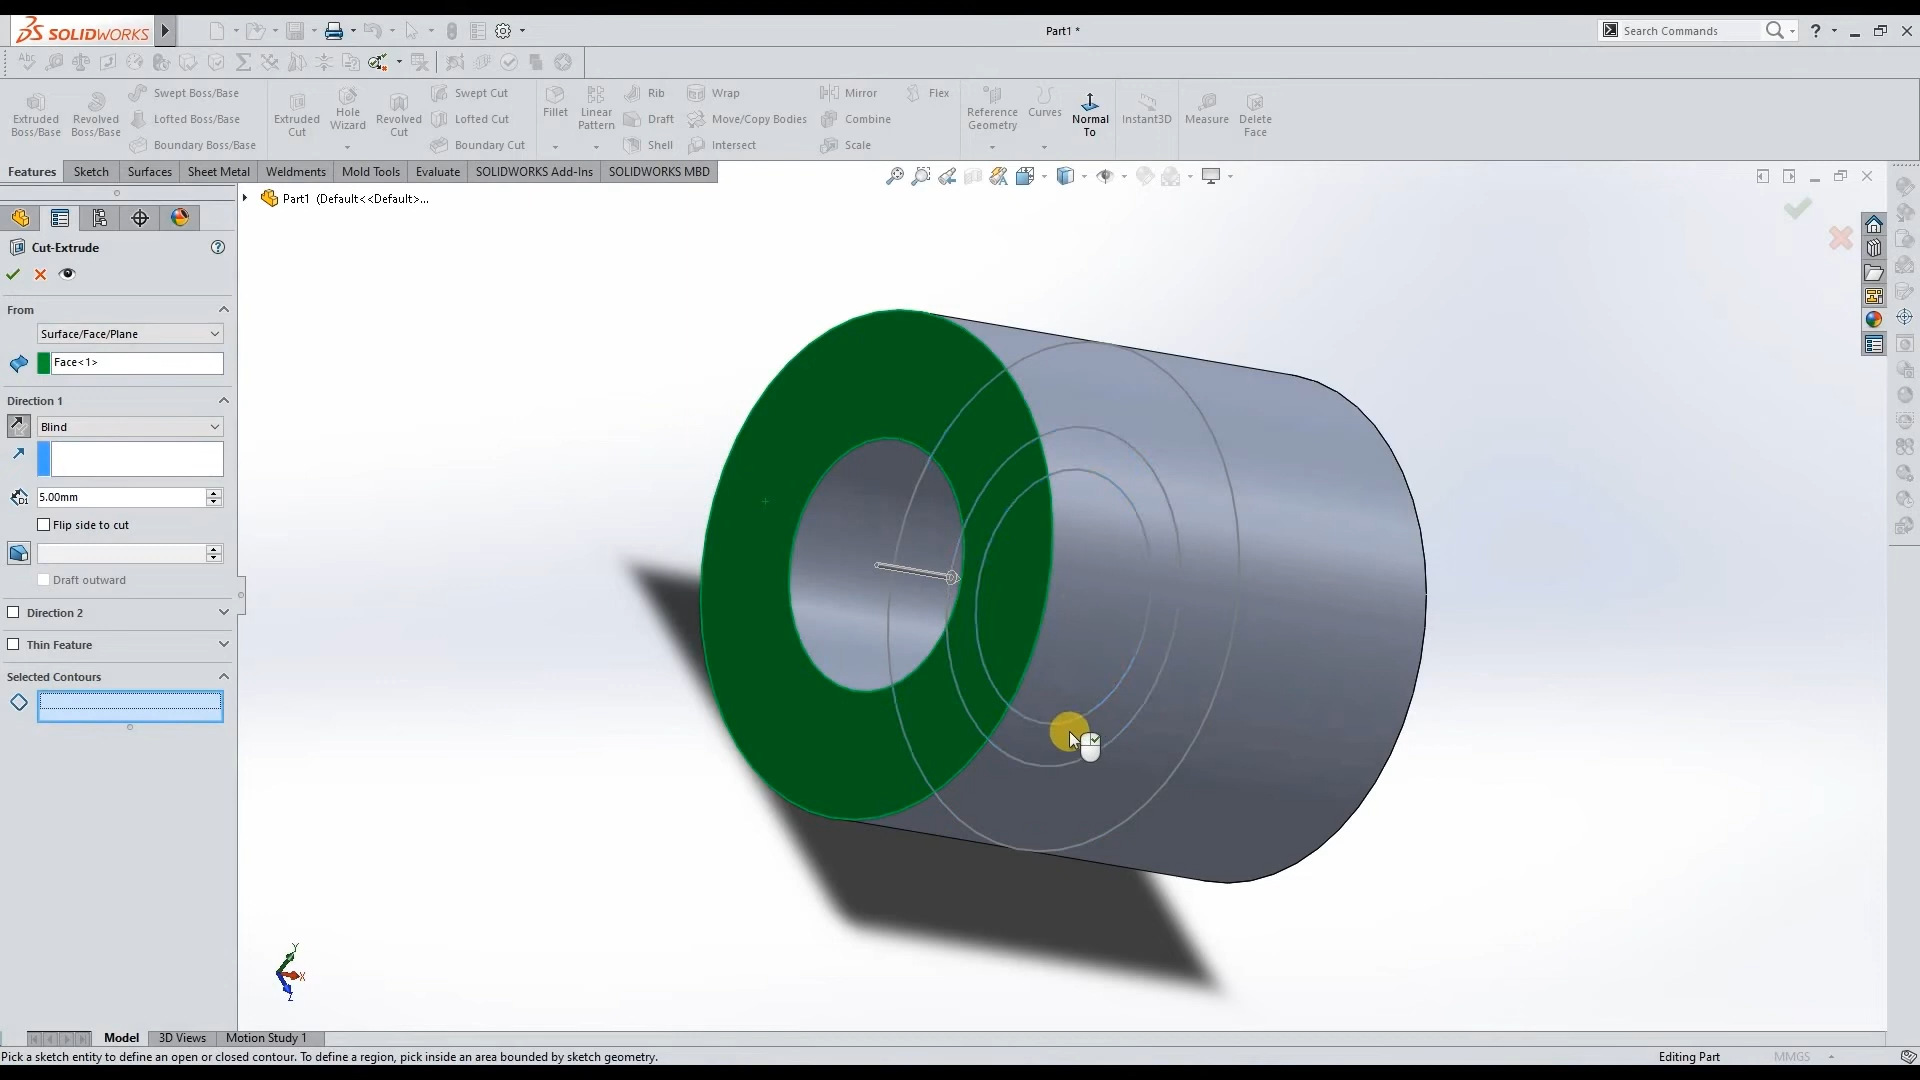 SOLIDWORKS
Part1 *
Search Commands
?
Extruded Boss/Base
Revolved Boss/Base
Swept Boss/Base
Lofted Boss/Base
Boundary Boss/Base
Extruded Cut
Hole Wizard
Revolved Cut
Swept Cut
Lofted Cut
Boundary Cut
Fillet
Linear Pattern
Rib
Draft
Shell
Wrap
Move/Copy Bodies
Intersect
Mirror
Combine
Scale
Flex
Reference Geometry
Curves
Normal To
Instant3D
Measure
Delete Face
Features
Sketch
Surfaces
Sheet Metal
Weldments
Mold Tools
Evaluate
SOLIDWORKS Add-Ins
SOLIDWORKS MBD
Part1 (Default<<Default>...
Cut-Extrude
From
Surface/Face/Plane
Face<1>
Direction 1
Blind
5.00mm
Flip side to cut
Draft outward
Direction 2
Thin Feature
Selected Contours
Y
X
Z
Model
3D Views
Motion Study 1
Pick a sketch entity to define an open or closed contour. To define a region, pick inside an area bounded by sketch geometry.
Editing Part
MMGS